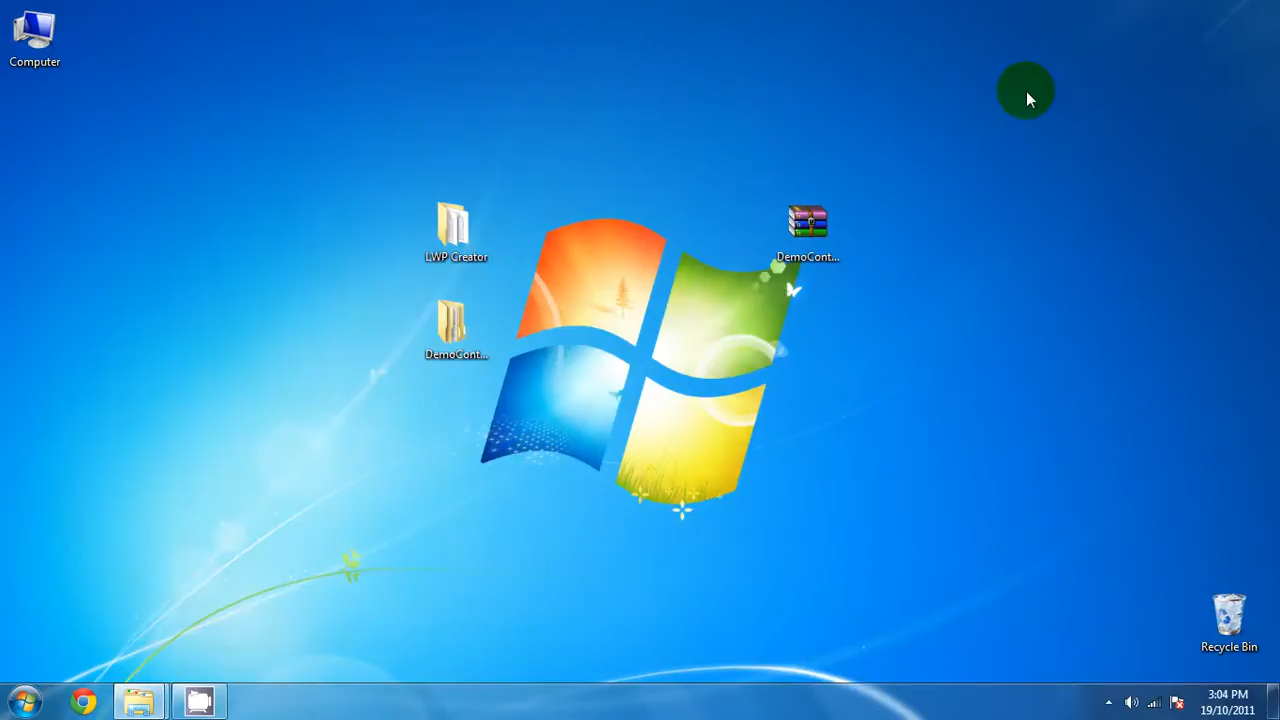 Computer
LWP Creator
DemoCont...
DemoCont...
Recycle Bin
3:04 PM
19/10/2011